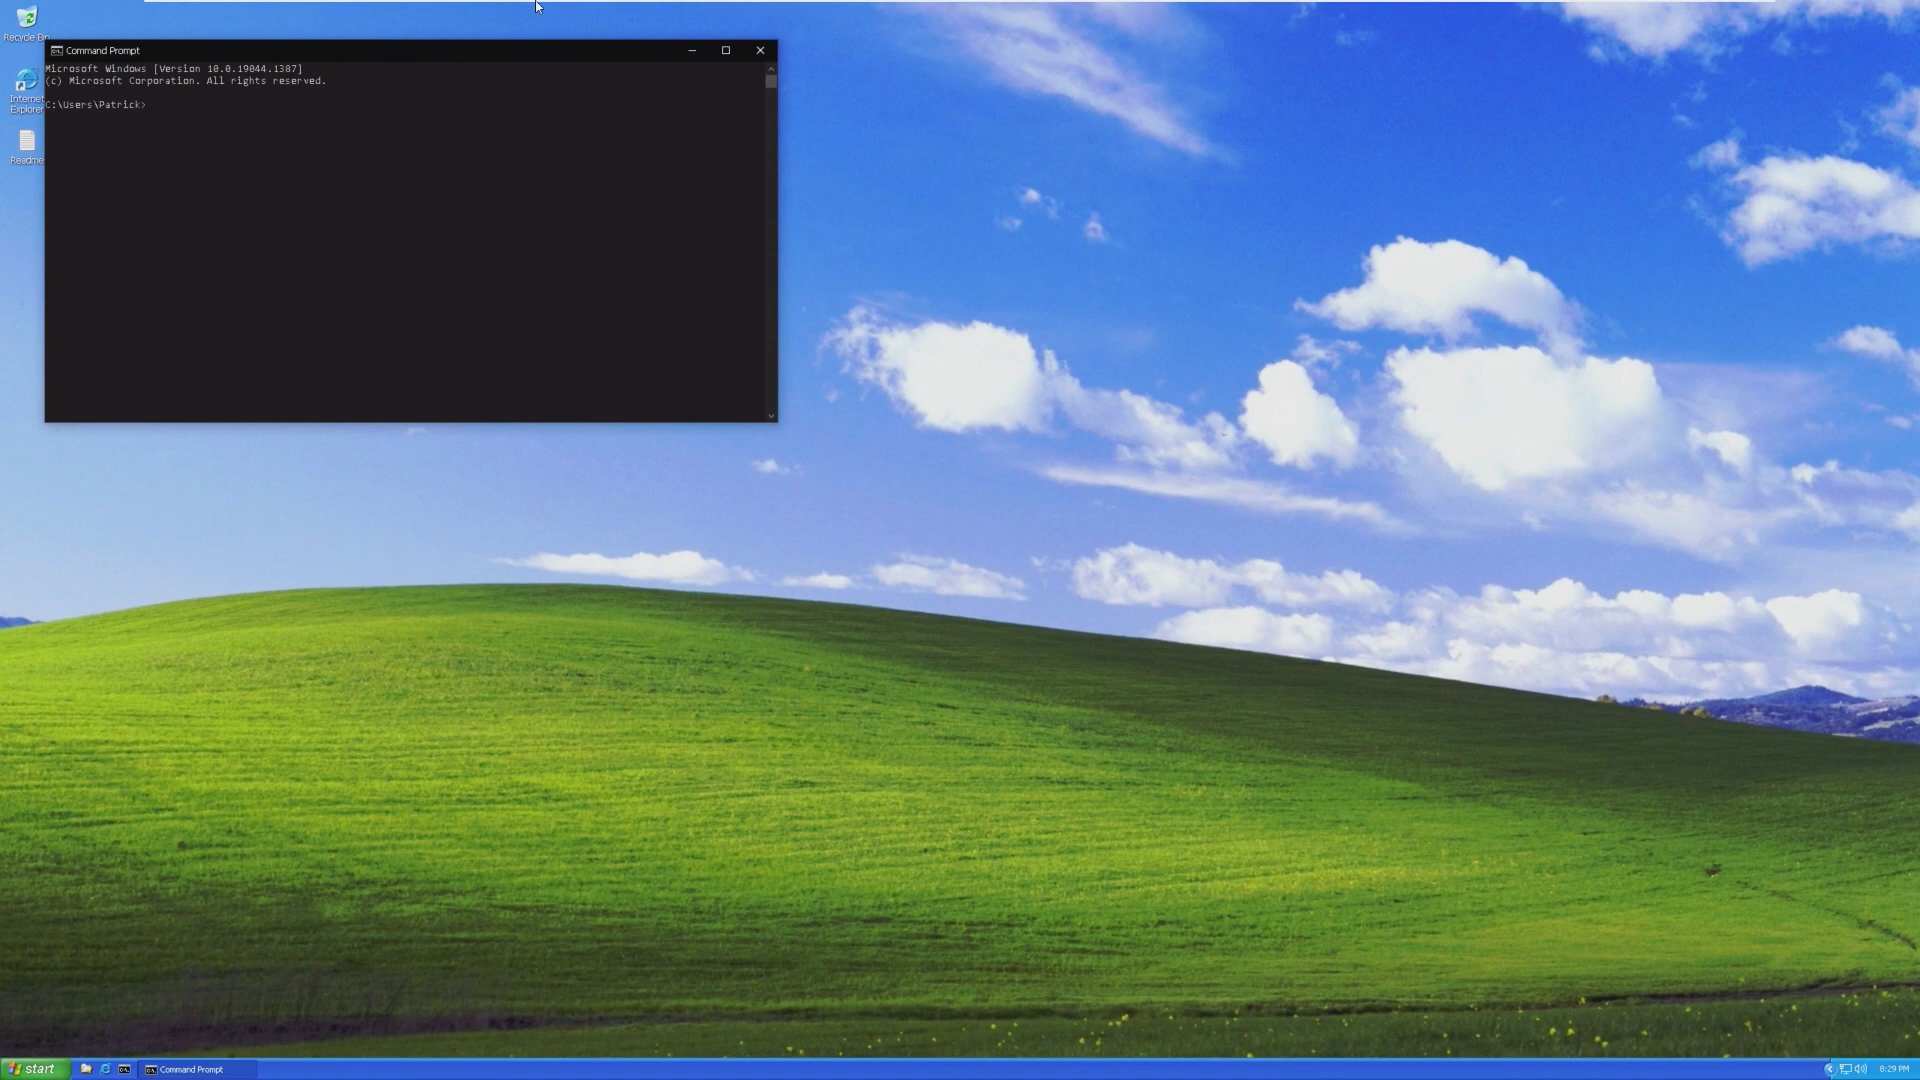 Recycle Bin
Command Prompt
Microsoft Windows [Version 10.0.19044.1387]
(c) Microsoft Corporation. All rights reserved.
Internet
Explorer
C:\Users\Patrick>
Readme
start
Command Prompt
8:29 PM